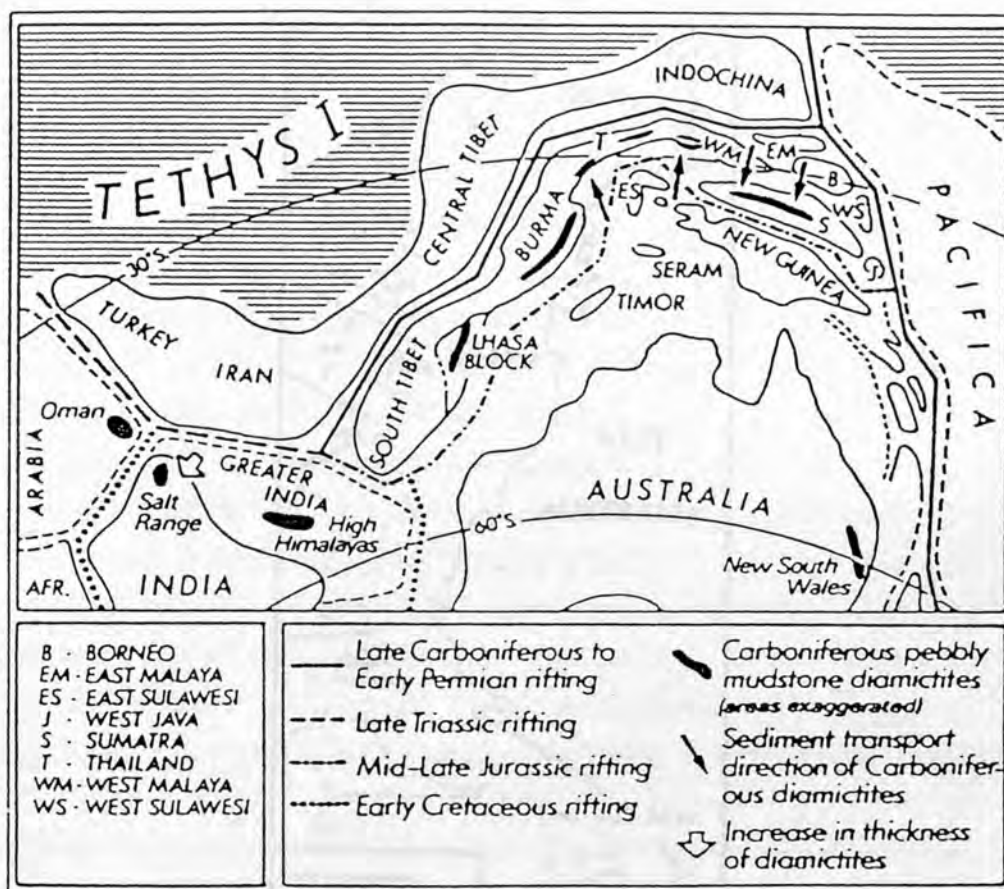 INDOCHINA
TETHYS I
CENTRAL TIBET
T
WM
EM
PACIFICA
30°S.
ES
B
WS
BURMA
S
NEW GUINEA
SERAM
TIMOR
J
TURKEY
IRAN
LHASA
BLOCK
SOUTH TIBET
Oman
ARABIA
GREATER
INDIA
Salt
Range
High
Himalayas
AUSTRALIA
60°S
New South
Wales
AFR.
INDIA
B - BORNEO
EM - EAST MALAYA
ES - EAST SULAWESI
J - WEST JAVA
S - SUMATRA
T - THAILAND
WM - WEST MALAYA
WS - WEST SULAWESI
Late Carboniferous to
Early Permian rifting
Late Triassic rifting
Mid-Late Jurassic rifting
Early Cretaceous rifting
Carboniferous pebbly
mudstone diamictites
(areas exaggerated)
Sediment transport
direction of Carbonifer-
ous diamictites
Increase in thickness
of diamictites